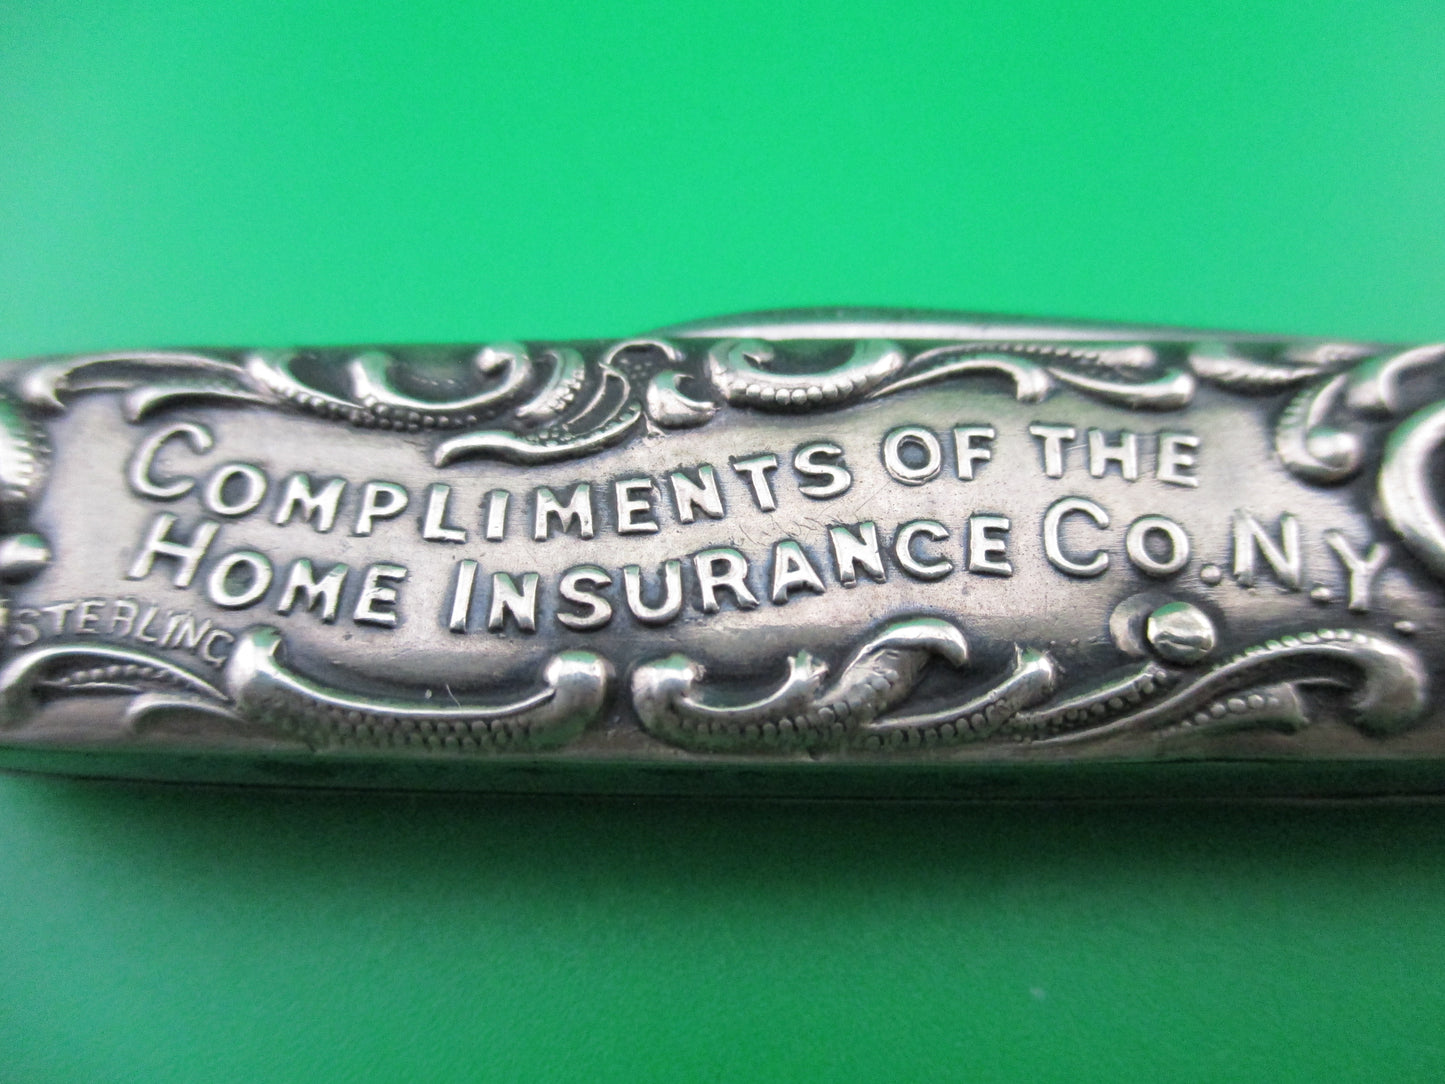 COMPLIMENTS OF THE
HOME INSURANCE CO. N.Y.
STERLING